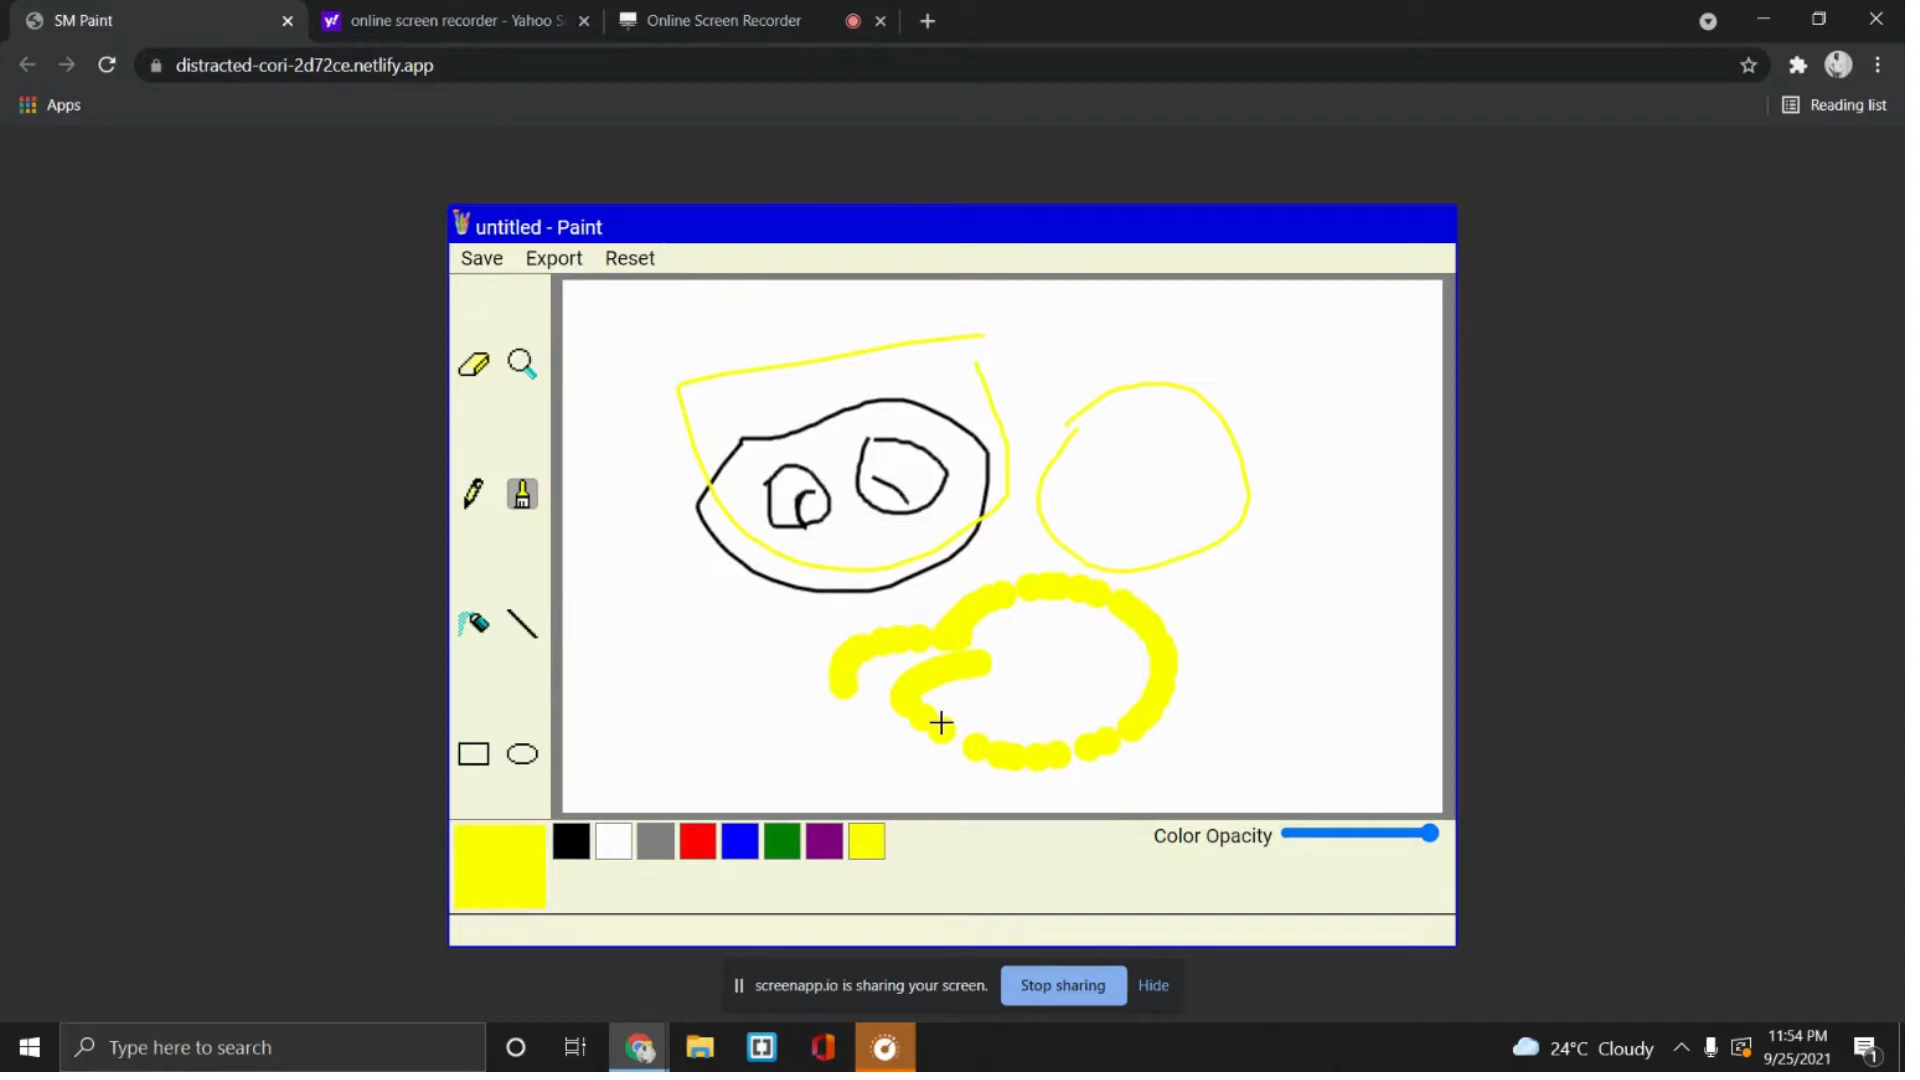 SM Paint
online screen recorder - Yahoo S
Online Screen Recorder
distracted-cori-2d72ce.netlify.app
Apps
Reading list
untitled - Paint
Save Export Reset
Color Opacity
screenapp.io is sharing your screen. Stop sharing Hide
Type here to search
24°C Cloudy
11:54 PM
9/25/2021
1